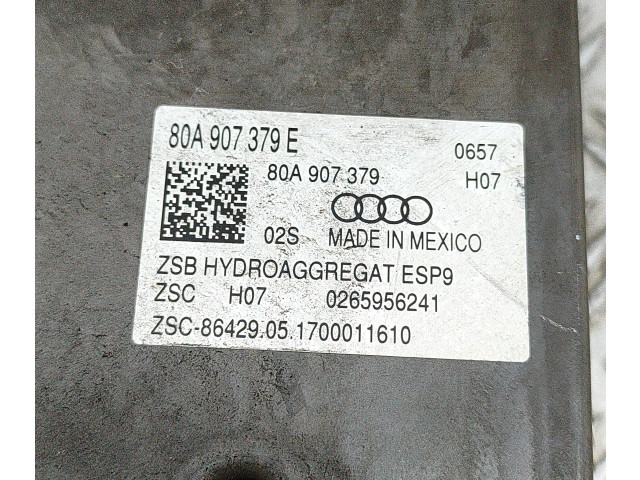 80A 907 379 E 0657
80A 907 379 H07
02S MADE IN MEXICO
ZSB HYDROAGGREGAT ESP9
ZSC H07 0265956241
ZSC-86429.05.1700011610